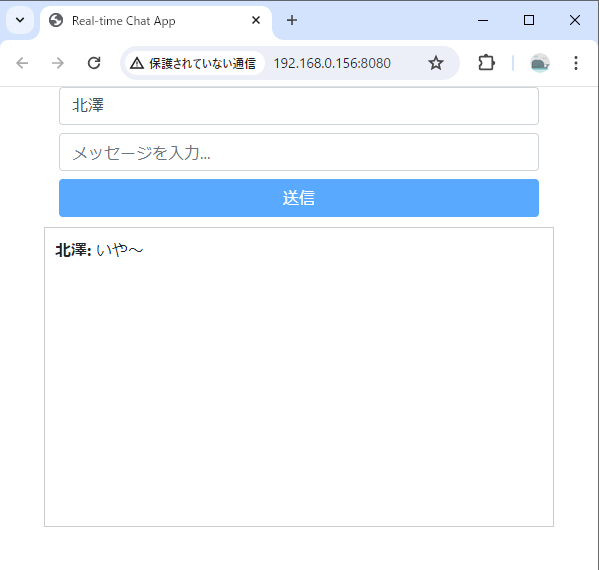 Real-time Chat App
保護されていない通信 192.168.0.156:8080
北澤
メッセージを入力...
送信
北澤: いや～